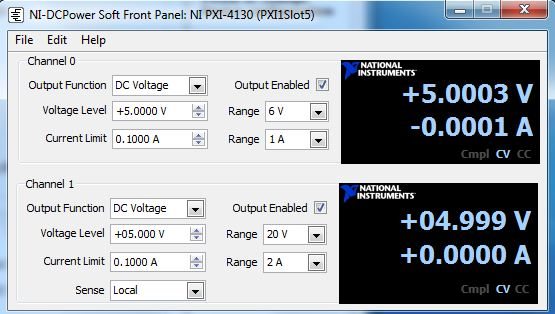 NI-DCPower Soft Front Panel: NI PXI-4130 (PXI1Slot5)
File Edit Help
Channel 0
Output Function DC Voltage Output Enabled
Voltage Level +5.0000 V Range 6 V
Current Limit 0.1000 A Range 1 A
NATIONAL INSTRUMENTS
+5.0003 V
-0.0001 A
Cmpl CV CC
Channel 1
Output Function DC Voltage Output Enabled
Voltage Level +05.000 V Range 20 V
Current Limit 0.1000 A Range 2 A
Sense Local
NATIONAL INSTRUMENTS
+04.999 V
+0.0000 A
Cmpl CV CC